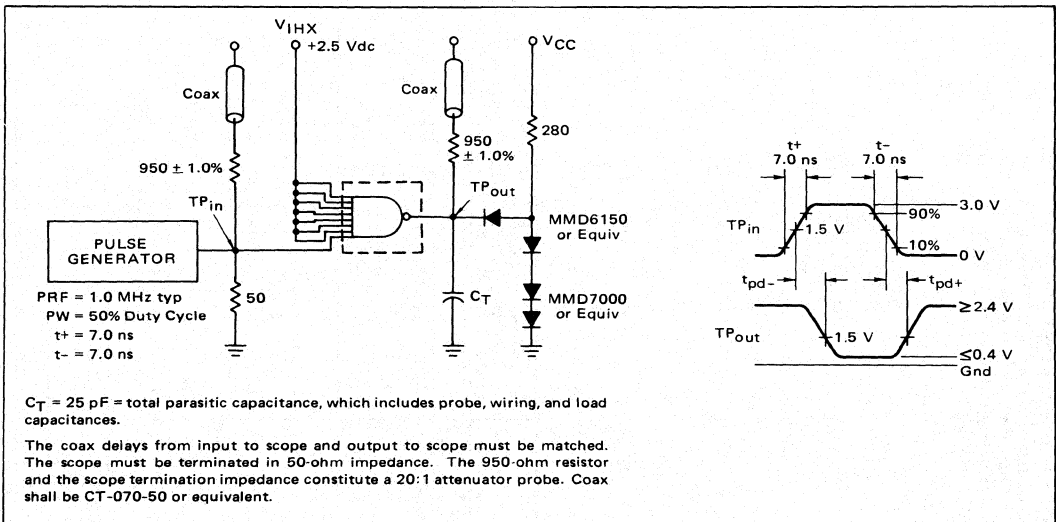 VIHX
+2.5 Vdc
VCC
Coax
Coax
280
950 ± 1.0%
950
± 1.0%
TPin
TPout
PULSE
GENERATOR
MMD6150
or Equiv
50
CT
MMD7000
or Equiv
PRF = 1.0 MHz typ
PW = 50% Duty Cycle
t+ = 7.0 ns
t− = 7.0 ns
t+
7.0 ns
t−
7.0 ns
3.0 V
90%
TPin
1.5 V
10%
0 V
tpd−
tpd+
≥2.4 V
TPout
1.5 V
≤0.4 V
Gnd
CT = 25 pF = total parasitic capacitance, which includes probe, wiring, and load
capacitances.
The coax delays from input to scope and output to scope must be matched.
The scope must be terminated in 50-ohm impedance. The 950-ohm resistor
and the scope termination impedance constitute a 20:1 attenuator probe. Coax
shall be CT-070-50 or equivalent.